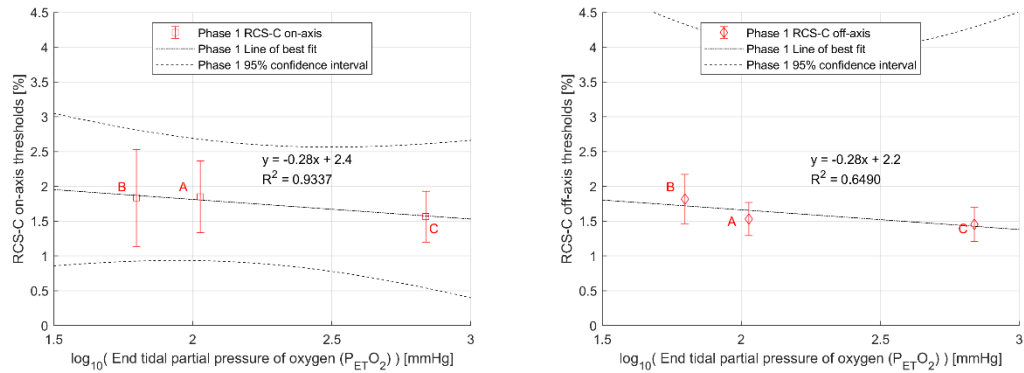 4.5
4
3.5
3
2.5
2
1.5
1
0.5
0
RCS-C on-axis thresholds [%]
Phase 1 RCS-C on-axis
Phase 1 Line of best fit
Phase 1 95% confidence interval
y = -0.28x + 2.4
R² = 0.9337
B
A
C
1.5
2
2.5
3
log₁₀( End tidal partial pressure of oxygen (P_ETO₂) ) [mmHg]
4.5
4
3.5
3
2.5
2
1.5
1
0.5
0
RCS-C off-axis thresholds [%]
Phase 1 RCS-C off-axis
Phase 1 Line of best fit
Phase 1 95% confidence interval
y = -0.28x + 2.2
R² = 0.6490
B
A
C
1.5
2
2.5
3
log₁₀( End tidal partial pressure of oxygen (P_ETO₂) ) [mmHg]